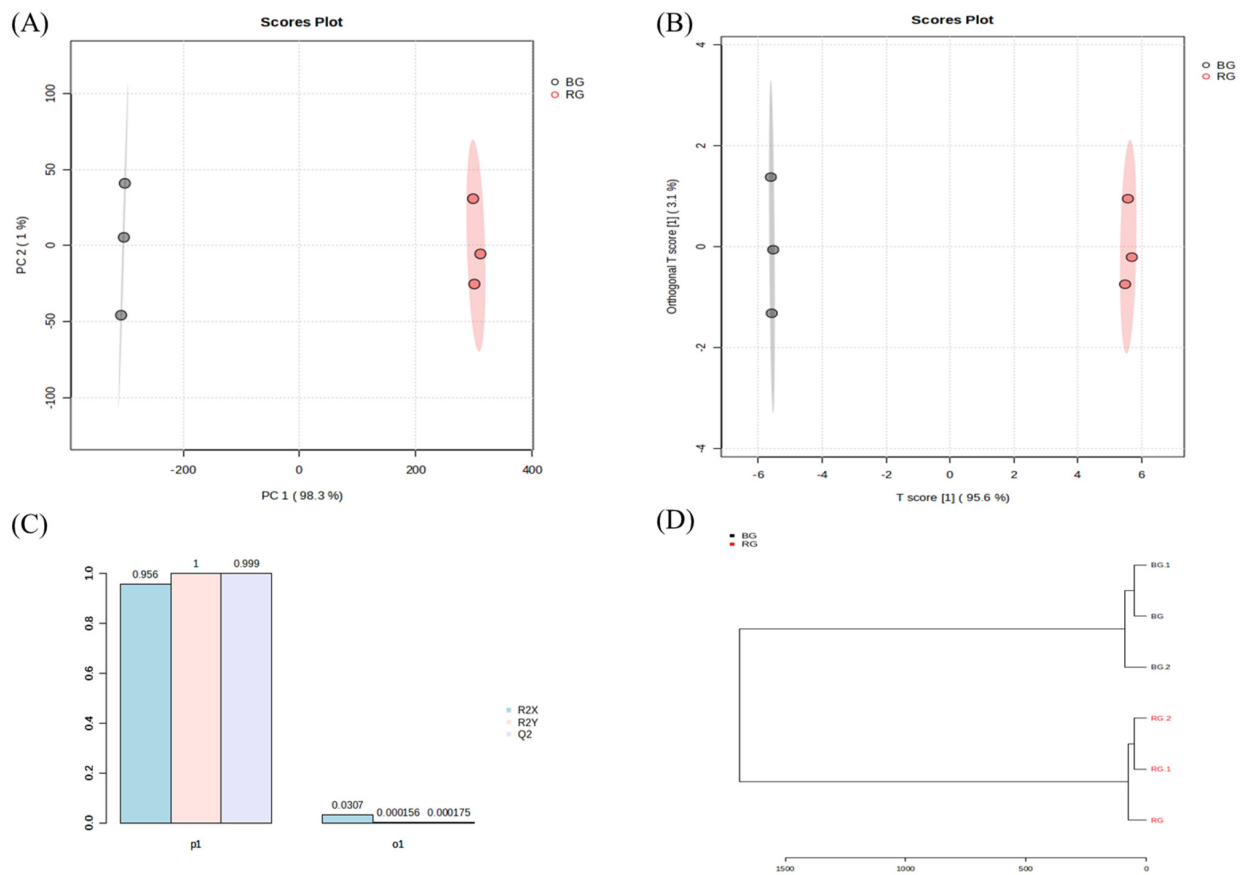 (A)
Scores Plot
BG
RG
100
50
0
-50
-100
PC 2 ( 1 %)
-200
0
200
400
PC 1 ( 98.3 %)
(B)
Scores Plot
BG
RG
4
2
0
-2
-4
Orthogonal T score [1] ( 3.1 %)
-6
-4
-2
0
2
4
6
T score [1] ( 95.6 %)
(C)
0.956
1
0.999
1.0
0.8
0.6
0.4
0.2
0.0
0.0307
0.000156
0.000175
p1
o1
R2X
R2Y
Q2
(D)
BG
RG
BG.1
BG
BG.2
RG.2
RG.1
RG
1500
1000
500
0